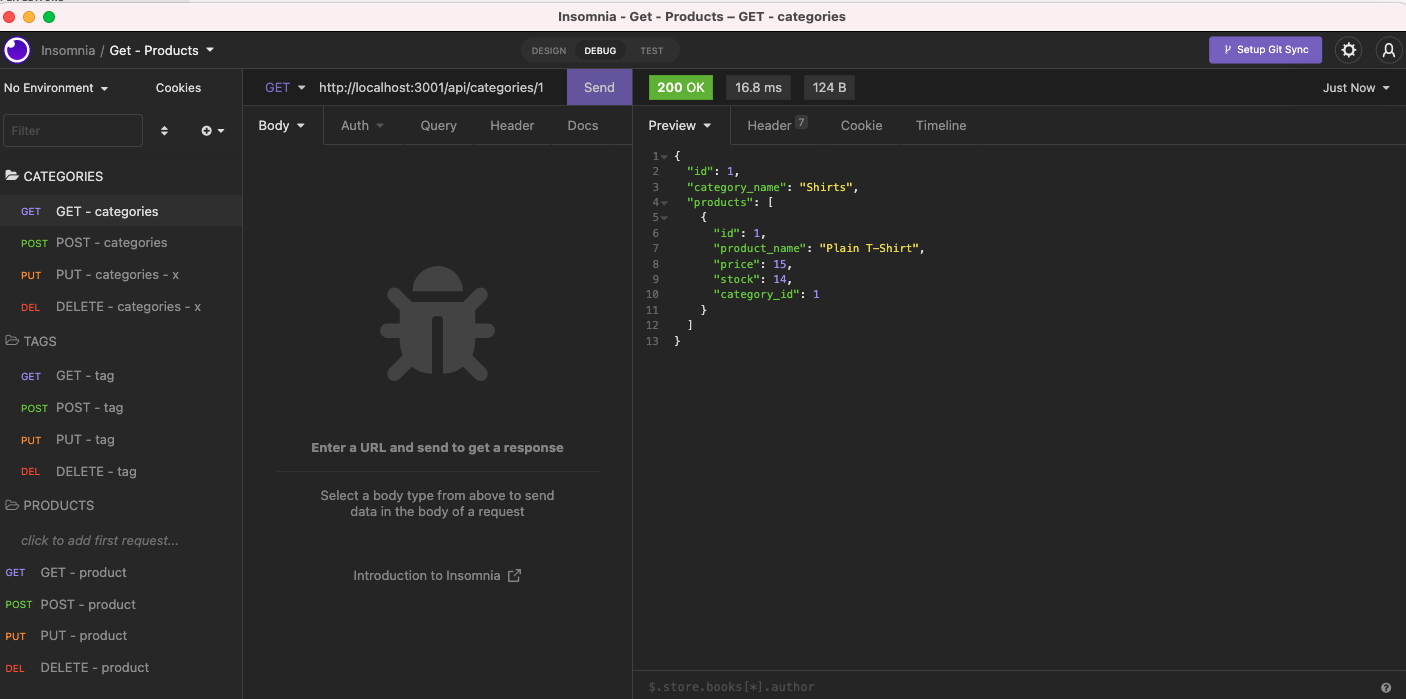 Insomnia - Get - Products – GET - categories
Insomnia / Get - Products
DESIGN DEBUG TEST
Setup Git Sync
No Environment Cookies
GET http://localhost:3001/api/categories/1 Send
200 OK 16.8 ms 124 B Just Now
Filter
Body Auth Query Header Docs
Preview Header 7 Cookie Timeline
CATEGORIES
GET GET - categories
POST POST - categories
PUT PUT - categories - x
DEL DELETE - categories - x
TAGS
GET GET - tag
POST POST - tag
PUT PUT - tag
DEL DELETE - tag
PRODUCTS
click to add first request...
GET GET - product
POST POST - product
PUT PUT - product
DEL DELETE - product
Enter a URL and send to get a response
Select a body type from above to send
data in the body of a request
Introduction to Insomnia
1 {
2 "id": 1,
3 "category_name": "Shirts",
4 "products": [
5 {
6 "id": 1,
7 "product_name": "Plain T-Shirt",
8 "price": 15,
9 "stock": 14,
10 "category_id": 1
11 }
12 ]
13 }
$.store.books[*].author